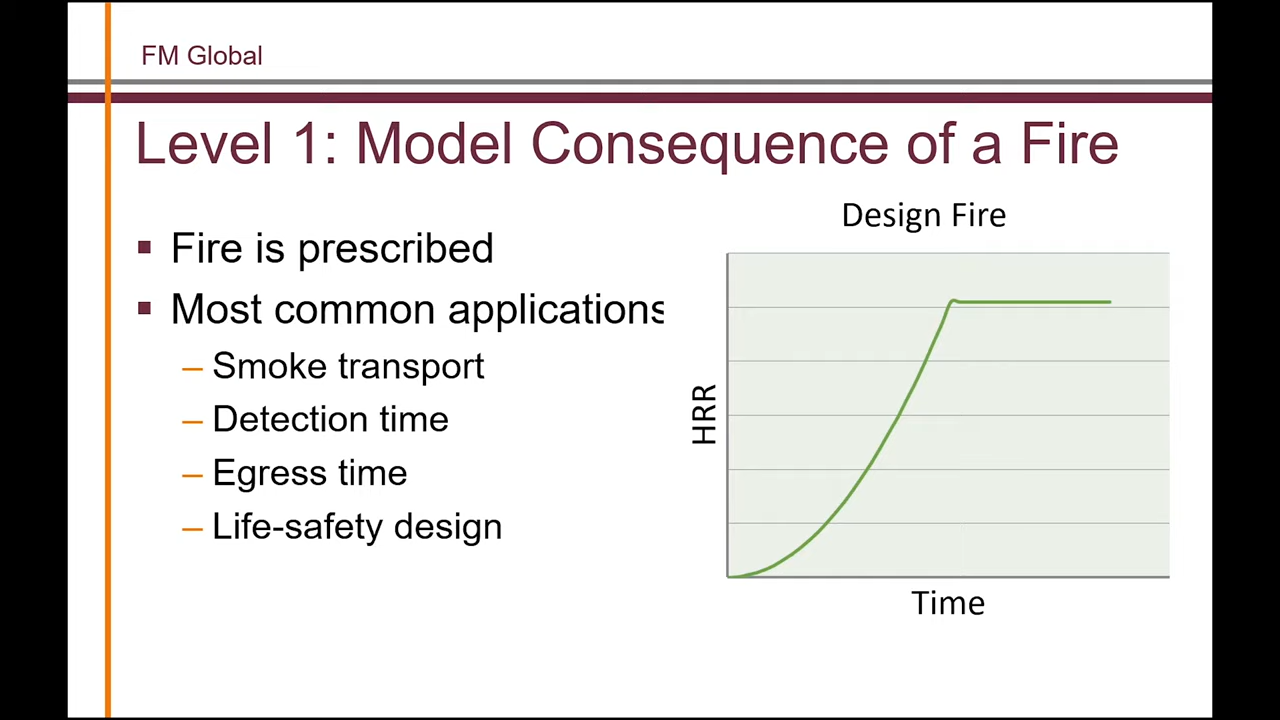 FM Global
Level 1: Model Consequence of a Fire
▪ Fire is prescribed
▪ Most common applications
– Smoke transport
– Detection time
– Egress time
– Life-safety design
Design Fire
HRR
Time